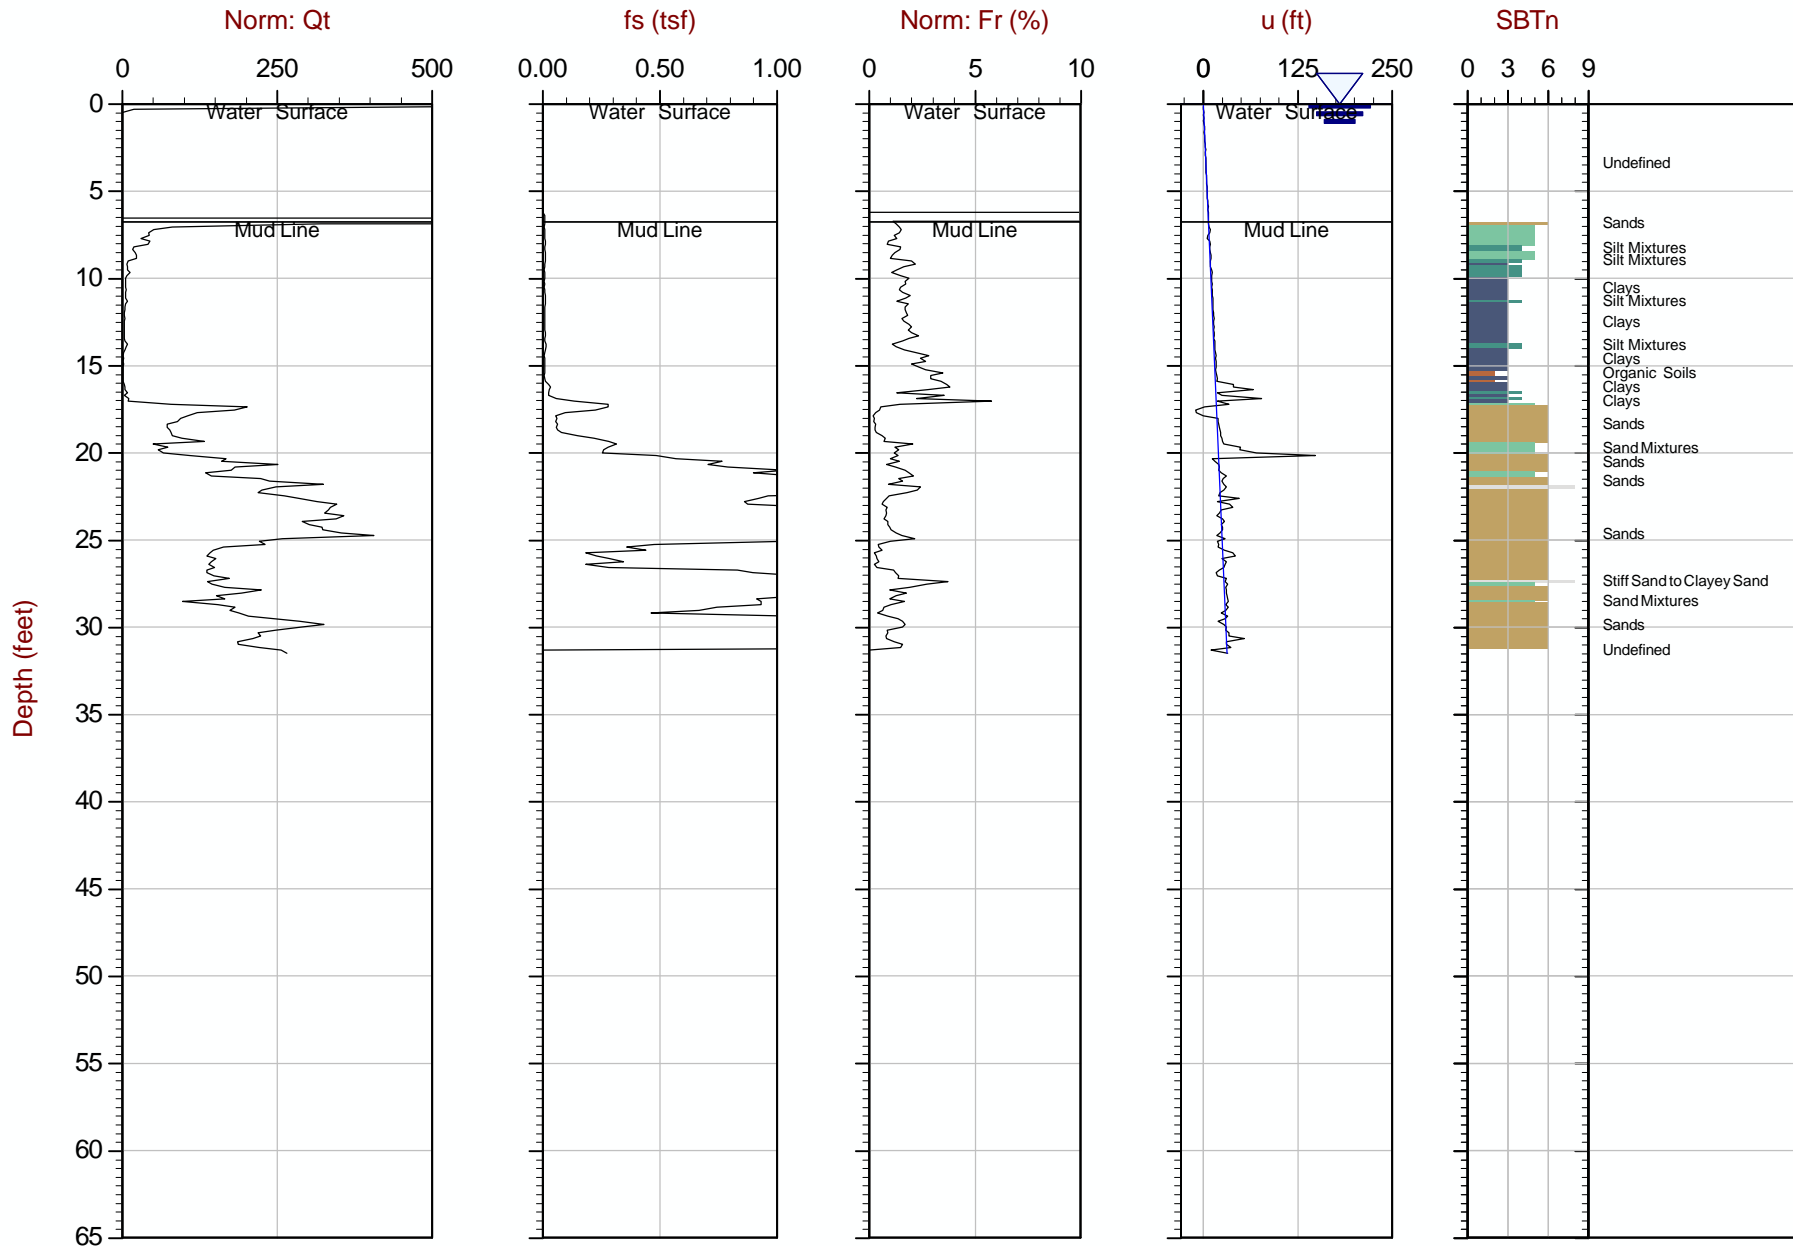 Norm: Qt fs (tsf) Norm: Fr (%) u (ft) SBTn
0 250 500 0.00 0.50 1.00 0 5 10 0 125 250 0 3 6 9
0
Water Surface Water Surface Water Surface Water Surface
Undefined
5
Sands
Mud Line Mud Line Mud Line Mud Line
Silt Mixtures
Silt Mixtures
10
Clays
Silt Mixtures
Clays
Silt Mixtures
Clays
15
Organic Soils
Clays
Clays
Sands
Sand Mixtures
20
Sands
Sands
Sands
25
Stiff Sand to Clayey Sand
Sand Mixtures
Sands
30
Undefined
Depth (feet)
35
40
45
50
55
60
65